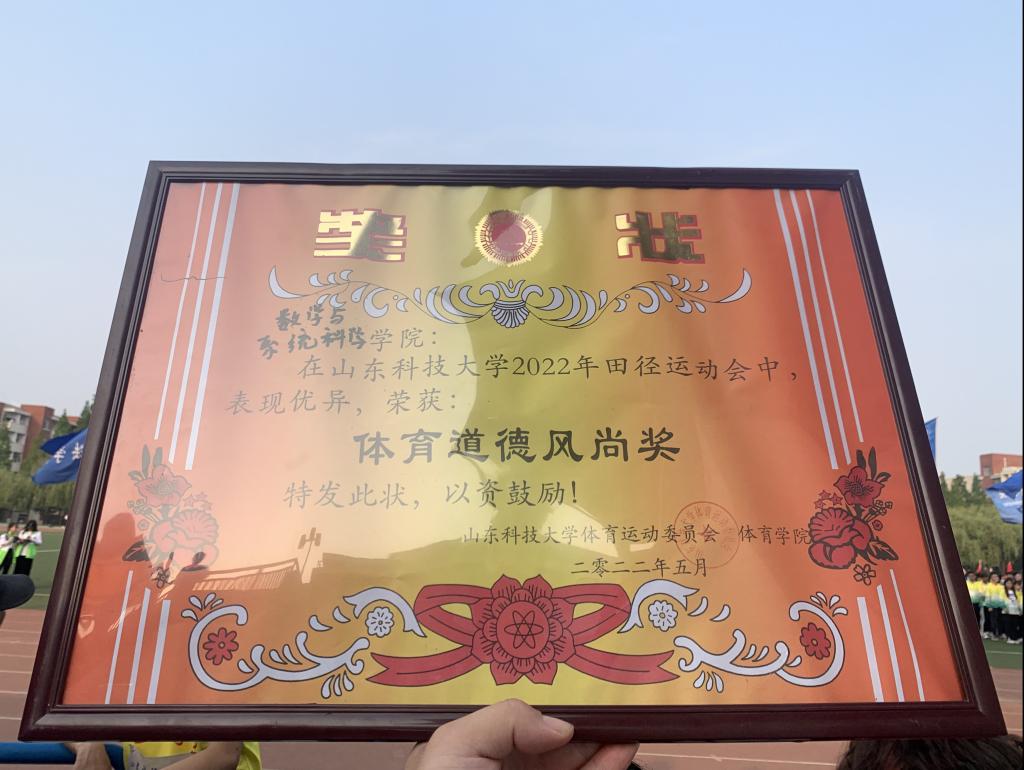 奖状
数学与
系统科学学院：
在山东科技大学2022年田径运动会中，
表现优异，荣获：
体育道德风尚奖
特发此状，以资鼓励！
山东科技大学体育运动委员会 体育学院
二零二二年五月